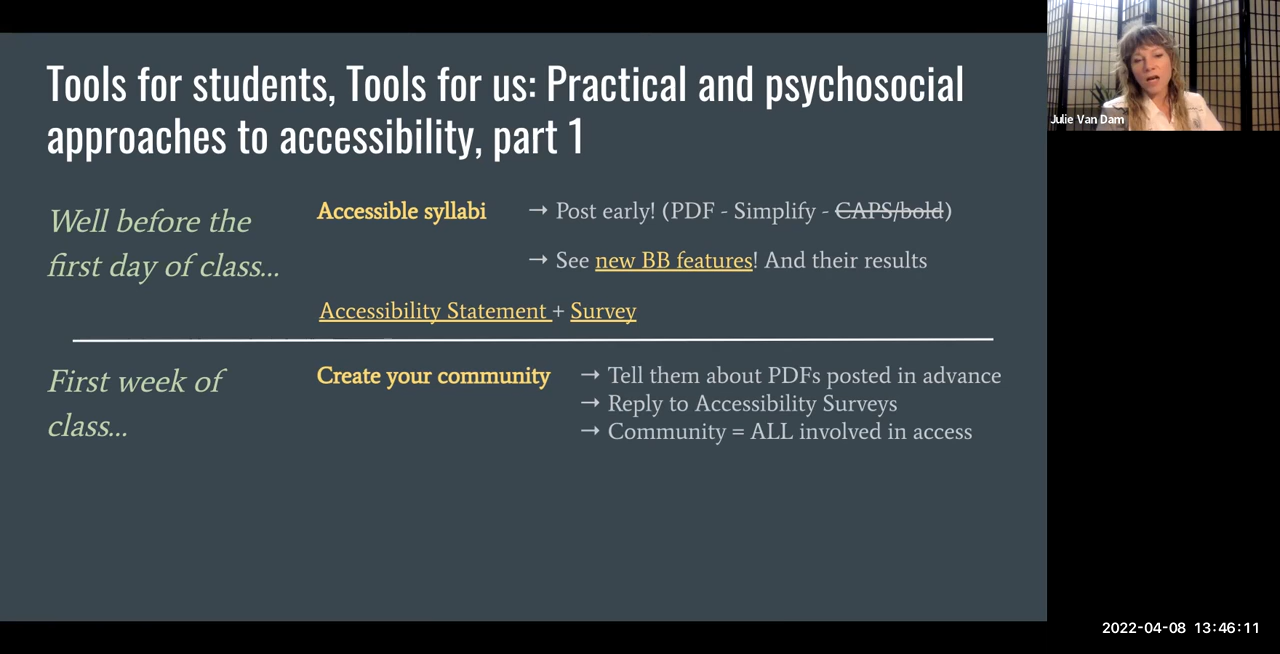 Tools for students, Tools for us: Practical and psychosocial
approaches to accessibility, part 1
Julie Van Dam
Well before the
first day of class...
Accessible syllabi
→ Post early! (PDF - Simplify - CAPS/bold)
→ See new BB features! And their results
Accessibility Statement + Survey
First week of
class...
Create your community
→ Tell them about PDFs posted in advance
→ Reply to Accessibility Surveys
→ Community = ALL involved in access
2022-04-08 13:46:11